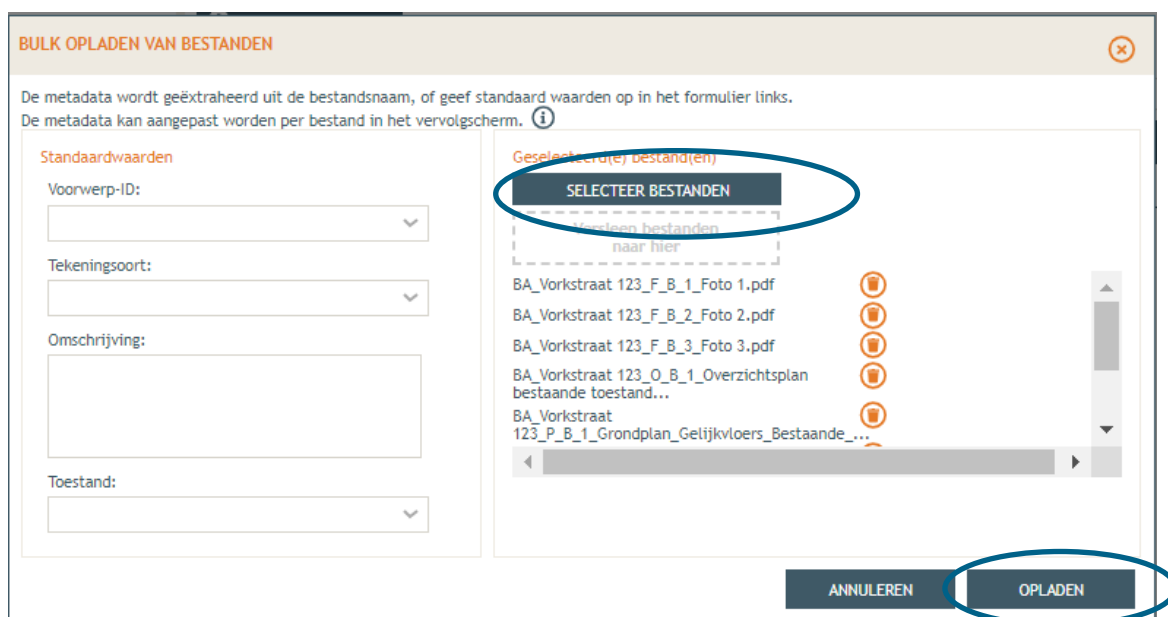 BULK OPLADEN VAN BESTANDEN
De metadata wordt geëxtraheerd uit de bestandsnaam, of geef standaard waarden op in het formulier links.
De metadata kan aangepast worden per bestand in het vervolgscherm. i
Standaardwaarden
Voorwerp-ID:
Tekeningsoort:
Omschrijving:
Toestand:
Geselecteerd(e) bestand(en)
SELECTEER BESTANDEN
Versleep bestanden
naar hier
BA_Vorkstraat 123_F_B_1_Foto 1.pdf
BA_Vorkstraat 123_F_B_2_Foto 2.pdf
BA_Vorkstraat 123_F_B_3_Foto 3.pdf
BA_Vorkstraat 123_O_B_1_Overzichtsplan
bestaande toestand...
BA_Vorkstraat
123_P_B_1_Grondplan_Gelijkvloers_Bestaande_...
ANNULEREN
OPLADEN